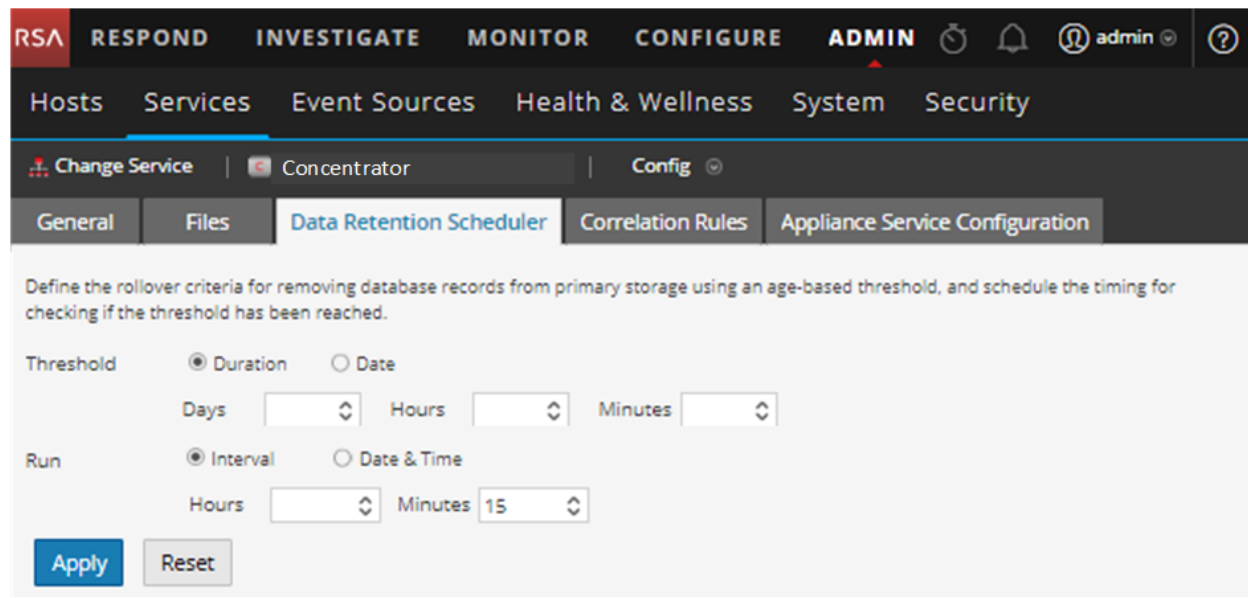 RSA RESPOND INVESTIGATE MONITOR CONFIGURE ADMIN admin ?
Hosts Services Event Sources Health & Wellness System Security
Change Service | C Concentrator | Config
General Files Data Retention Scheduler Correlation Rules Appliance Service Configuration
Define the rollover criteria for removing database records from primary storage using an age-based threshold, and schedule the timing for
checking if the threshold has been reached.
Threshold Duration Date
Days Hours Minutes
Run Interval Date & Time
Hours Minutes 15
Apply Reset